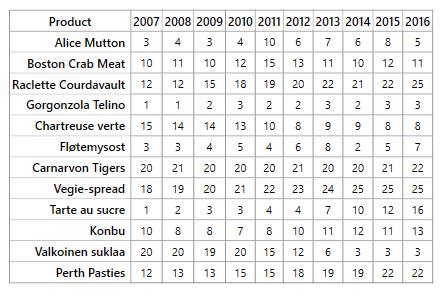 Product 2007 2008 2009 2010 2011 2012 2013 2014 2015 2016
Alice Mutton 3 4 3 4 10 6 7 6 8 5
Boston Crab Meat 10 11 10 12 15 13 11 10 12 11
Raclette Courdavault 12 12 15 18 19 20 22 21 22 25
Gorgonzola Telino 1 1 2 3 2 2 3 2 3 3
Chartreuse verte 15 14 14 13 10 8 9 9 8 8
Fløtemysost 3 3 4 5 4 6 8 2 5 7
Carnarvon Tigers 20 21 20 20 20 21 20 20 21 22
Vegie-spread 18 19 20 21 22 23 24 25 25 25
Tarte au sucre 1 2 3 3 4 4 7 10 12 16
Konbu 10 8 8 7 8 10 11 12 11 13
Valkoinen suklaa 20 20 19 20 15 12 6 3 3 3
Perth Pasties 12 13 13 15 15 18 19 19 22 22